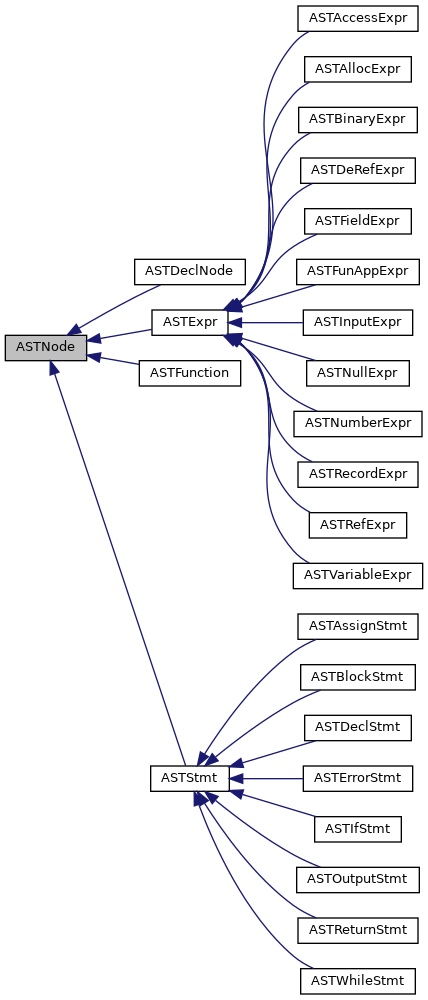 ASTAccessExpr
ASTAllocExpr
ASTBinaryExpr
ASTDeRefExpr
ASTFieldExpr
ASTDeclNode
ASTFunAppExpr
ASTExpr
ASTInputExpr
ASTNode
ASTFunction
ASTNullExpr
ASTNumberExpr
ASTRecordExpr
ASTRefExpr
ASTVariableExpr
ASTAssignStmt
ASTBlockStmt
ASTDeclStmt
ASTStmt
ASTErrorStmt
ASTIfStmt
ASTOutputStmt
ASTReturnStmt
ASTWhileStmt